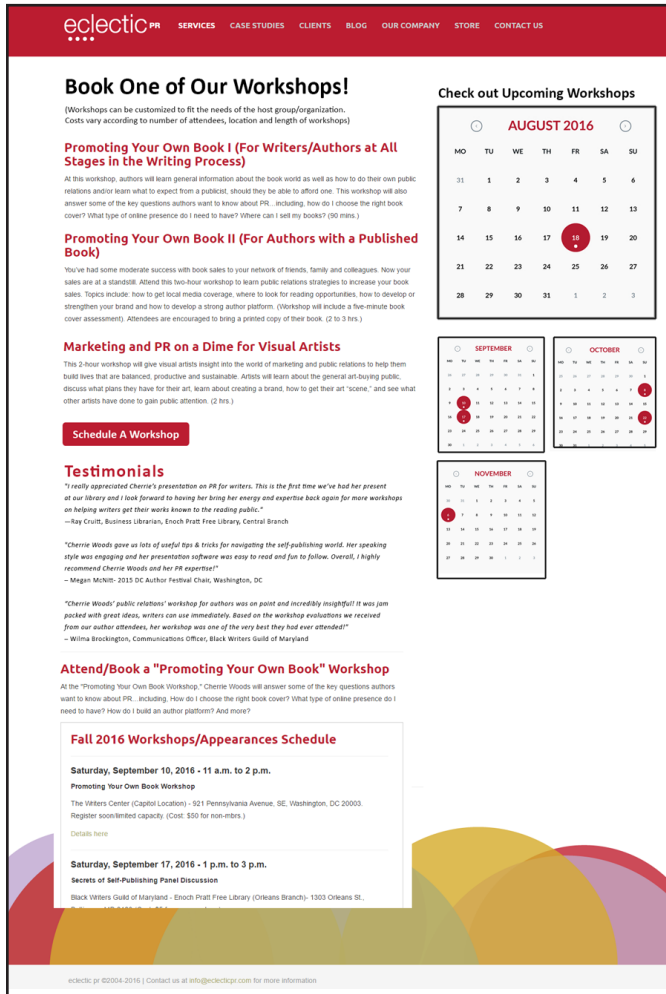 eclectic PR
SERVICES CASE STUDIES CLIENTS BLOG OUR COMPANY STORE CONTACT US
Book One of Our Workshops!
(Workshops can be customized to fit the needs of the host group/organization.
Costs vary according to number of attendees, location and length of workshops)
Promoting Your Own Book I (For Writers/Authors at All
Stages in the Writing Process)
At this workshop, authors will learn general information about the book world as well as how to do their own public
relations and/or learn what to expect from a publicist, should they be able to afford one. This workshop will also
answer some of the key questions authors want to know about PR…including, how do I choose the right book
cover? What type of online presence do I need to have? Where can I sell my books? (90 mins.)
Promoting Your Own Book II (For Authors with a Published
Book)
You've had some moderate success with book sales to your network of friends, family and colleagues. Now your
sales are at a standstill. Attend this two-hour workshop to learn public relations strategies to increase your book
sales. Topics include: how to get local media coverage, where to look for reading opportunities, how to develop or
strengthen your brand and how to develop a strong author platform. (Workshop will include a five-minute book
cover assessment). Attendees are encouraged to bring a printed copy of their book. (2 to 3 hrs.)
Marketing and PR on a Dime for Visual Artists
This 2-hour workshop will give visual artists insight into the world of marketing and public relations to help them
build lives that are balanced, productive and sustainable. Artists will learn about the general art-buying public,
discuss what plans they have for their art, learn about creating a brand, how to get their art "scene," and see what
other artists have done to gain public attention. (2 hrs.)
Schedule A Workshop
Testimonials
"I really appreciated Cherrie's presentation on PR for writers. This is the first time we've had her present
at our library and I look forward to having her bring her energy and expertise back again for more workshops
on helping writers get their works known to the reading public."
—Ray Cruitt, Business Librarian, Enoch Pratt Free Library, Central Branch
"Cherrie Woods gave us lots of useful tips & tricks for navigating the self-publishing world. Her speaking
style was engaging and her presentation software was easy to read and fun to follow. Overall, I highly
recommend Cherrie Woods and her PR expertise!"
– Megan McNitt- 2015 DC Author Festival Chair, Washington, DC
"Cherrie Woods' public relations' workshop for authors was on point and incredibly insightful! It was jam
packed with great ideas, writers can use immediately. Based on the workshop evaluations we received
from our author attendees, her workshop was one of the very best they had ever attended!"
– Wilma Brockington, Communications Officer, Black Writers Guild of Maryland
Attend/Book a "Promoting Your Own Book" Workshop
At the "Promoting Your Own Book Workshop," Cherrie Woods will answer some of the key questions authors
want to know about PR…including, How do I choose the right book cover? What type of online presence do I
need to have? How do I build an author platform? And more?
Fall 2016 Workshops/Appearances Schedule
Saturday, September 10, 2016 - 11 a.m. to 2 p.m.
Promoting Your Own Book Workshop
The Writers Center (Capitol Location) - 921 Pennsylvania Avenue, SE, Washington, DC 20003.
Register soon/limited capacity. (Cost: $50 for non-mbrs.)
Details here
Saturday, September 17, 2016 - 1 p.m. to 3 p.m.
Secrets of Self-Publishing Panel Discussion
Black Writers Guild of Maryland - Enoch Pratt Free Library (Orleans Branch)- 1303 Orleans St.,
Check out Upcoming Workshops
AUGUST 2016
MO TU WE TH FR SA SU
31 1 2 3 4 5 6
7 8 9 10 11 12 13
14 15 16 17 18 19 20
21 22 23 24 25 26 27
28 29 30 31 1 2 3
SEPTEMBER
MO TU WE TH FR SA SU
OCTOBER
MO TU WE TH FR SA SU
NOVEMBER
MO TU WE TH FR SA SU
eclectic pr ©2004-2016 | Contact us at info@eclecticpr.com for more information